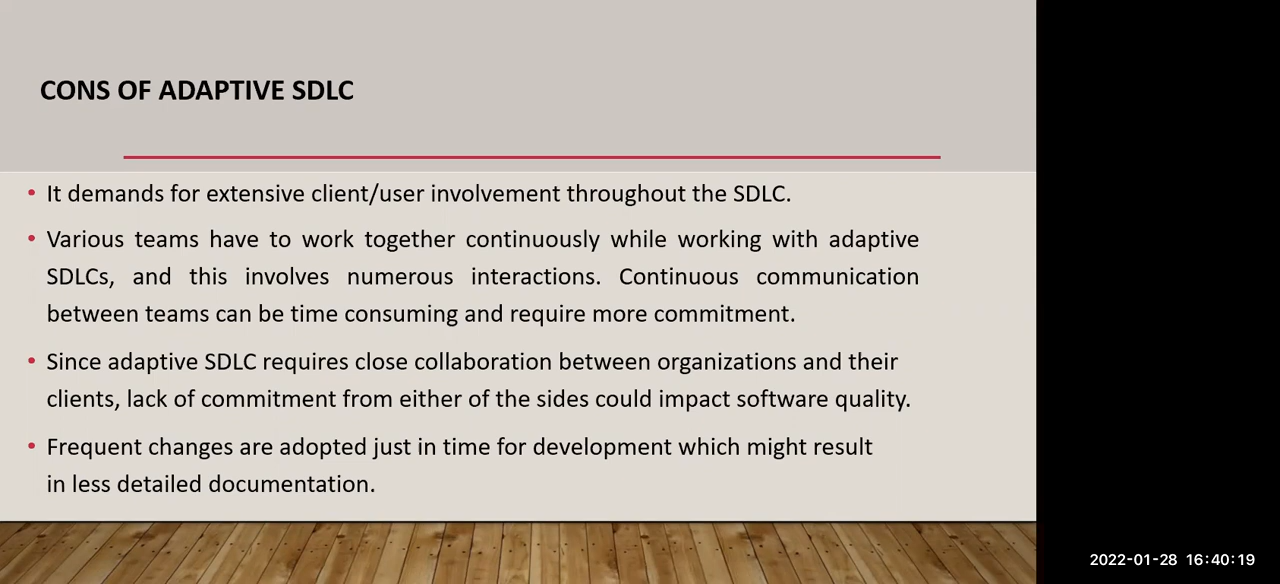 CONS OF ADAPTIVE SDLC
• It demands for extensive client/user involvement throughout the SDLC.
• Various teams have to work together continuously while working with adaptive
SDLCs, and this involves numerous interactions. Continuous communication
between teams can be time consuming and require more commitment.
• Since adaptive SDLC requires close collaboration between organizations and their
clients, lack of commitment from either of the sides could impact software quality.
• Frequent changes are adopted just in time for development which might result
in less detailed documentation.
2022-01-28 16:40:19